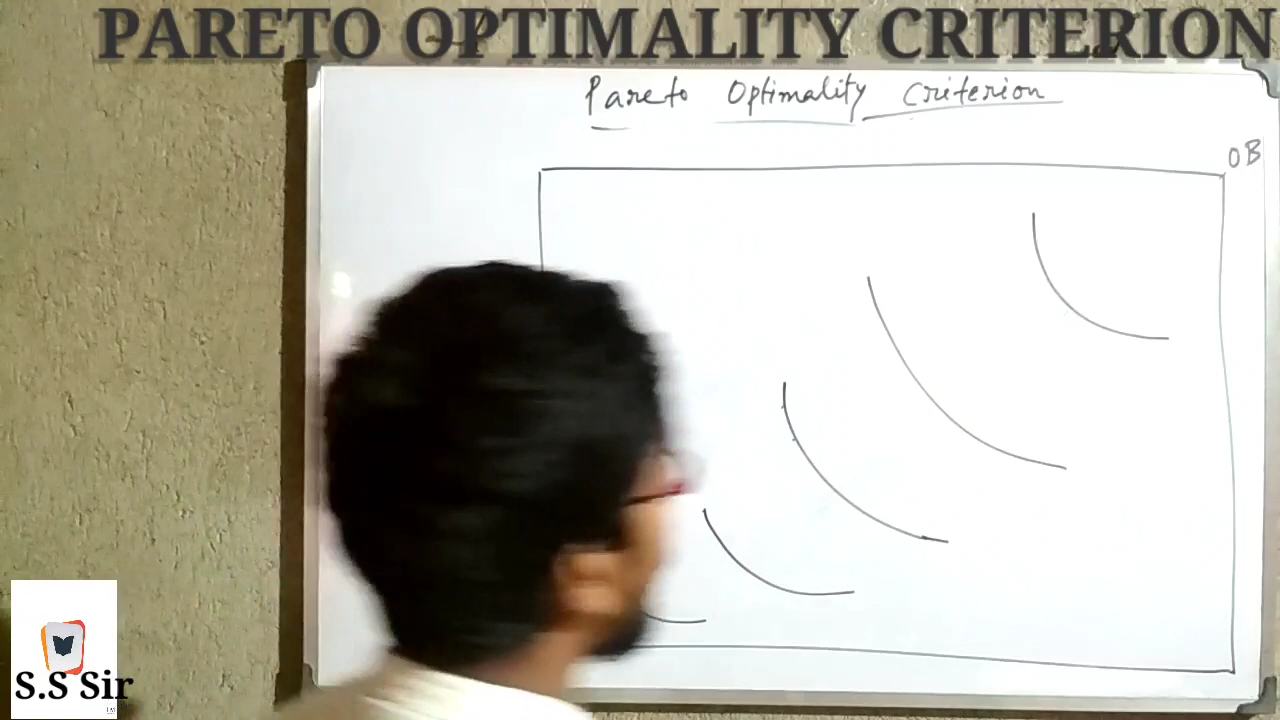 PARETO OPTIMALITY CRITERION
Pareto Optimality Criterion
OB
S.S Sir